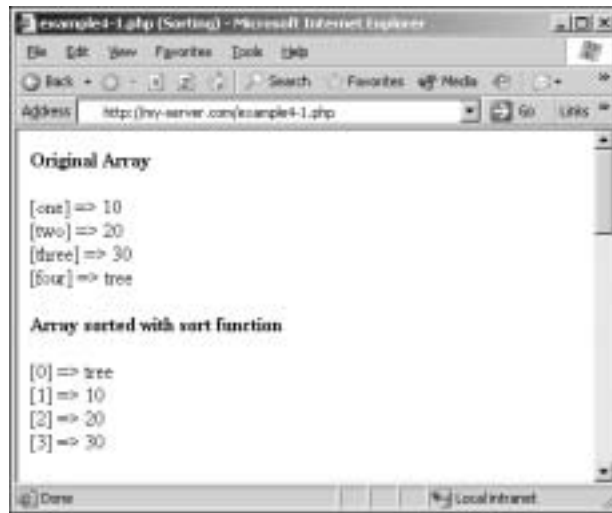 example4-1.php (Sorting) - Microsoft Internet Explorer
File Edit View Favorites Tools Help
Back Search Favorites Media
Address http://my-server.com/example4-1.php Go Links
Original Array
[one] => 10
[two] => 20
[three] => 30
[four] => tree
Array sorted with sort function
[0] => tree
[1] => 10
[2] => 20
[3] => 30
Done Local intranet